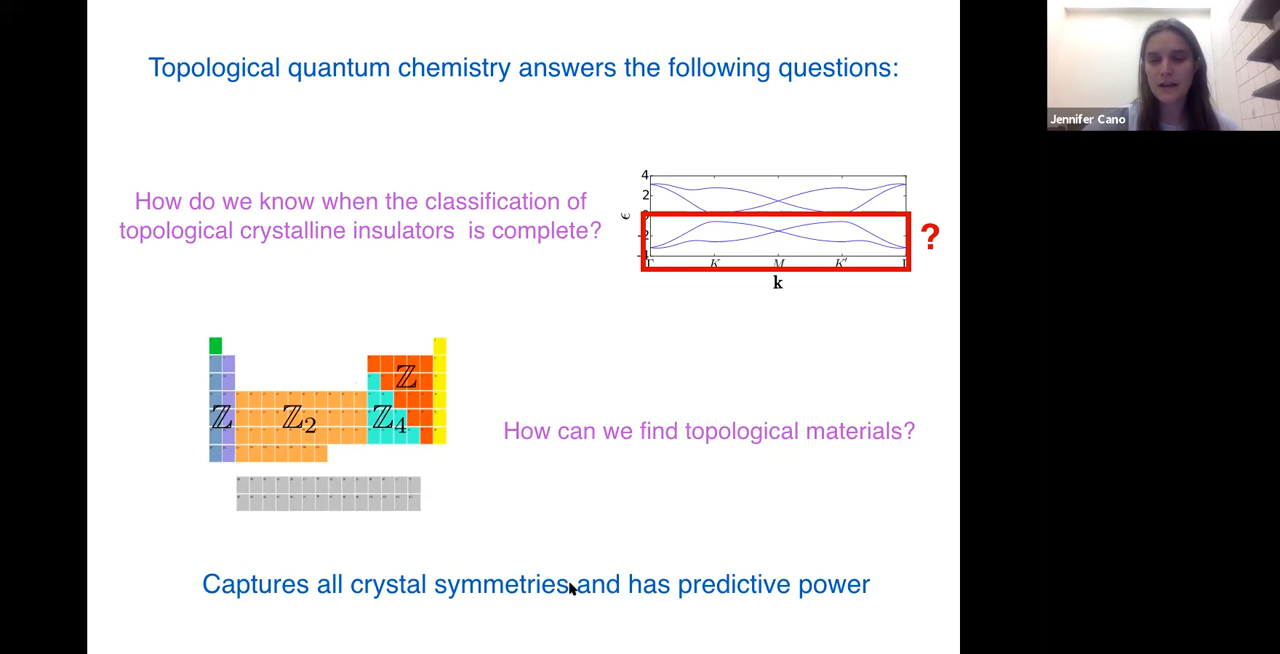 Topological quantum chemistry answers the following questions:
Jennifer Cano
How do we know when the classification of
topological crystalline insulators is complete?
4
2
0
-2
ϵ
Γ K M K′
k
?
ℤ ℤ₂ ℤ₄ ℤ
How can we find topological materials?
Captures all crystal symmetries and has predictive power